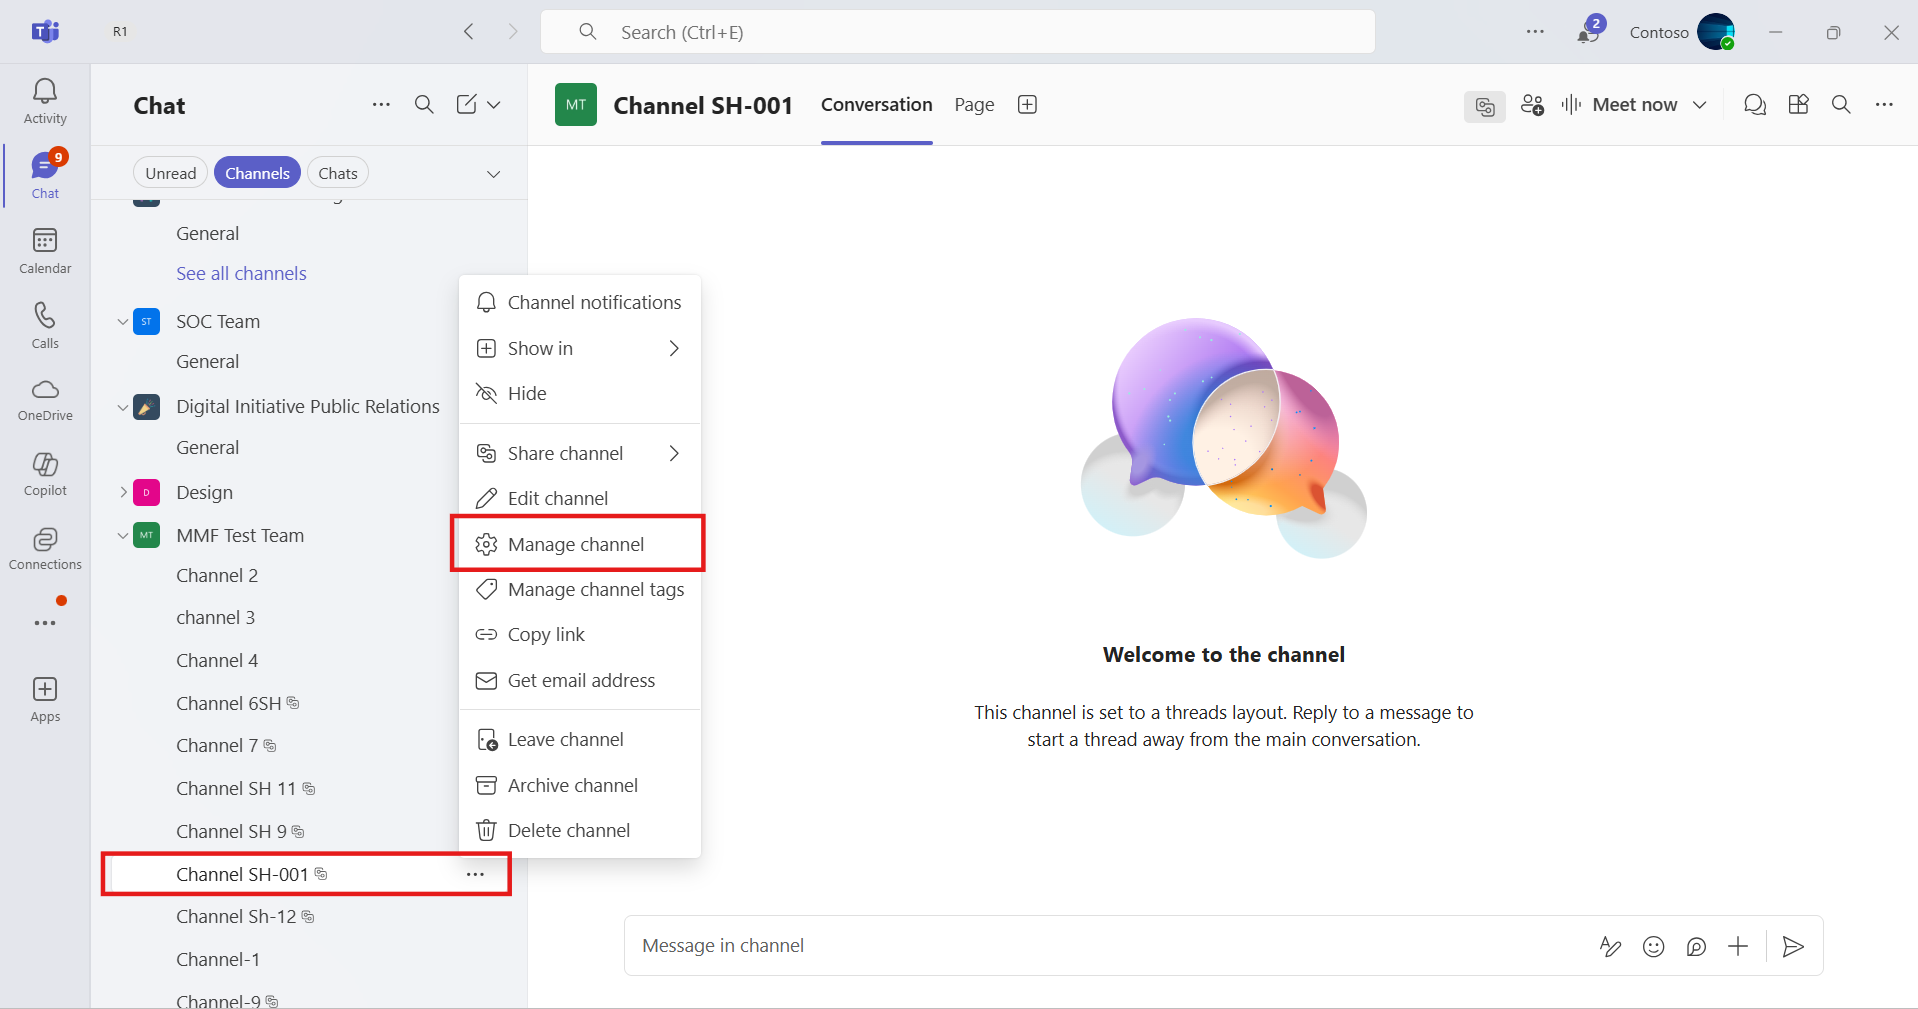 R1
Search (Ctrl+E)
2
Contoso
Activity
9
Chat
Calendar
Calls
OneDrive
Copilot
Connections
Apps
Chat
Unread
Channels
Chats
General
See all channels
ST
SOC Team
General
Digital Initiative Public Relations
General
D
Design
MT
MMF Test Team
Channel 2
channel 3
Channel 4
Channel 6SH
Channel 7
Channel SH 11
Channel SH 9
Channel SH-001
Channel Sh-12
Channel-1
Channel-9
Channel notifications
Show in
Hide
Share channel
Edit channel
Manage channel
Manage channel tags
Copy link
Get email address
Leave channel
Archive channel
Delete channel
MT
Channel SH-001
Conversation
Page
Meet now
Welcome to the channel
This channel is set to a threads layout. Reply to a message to
start a thread away from the main conversation.
Message in channel